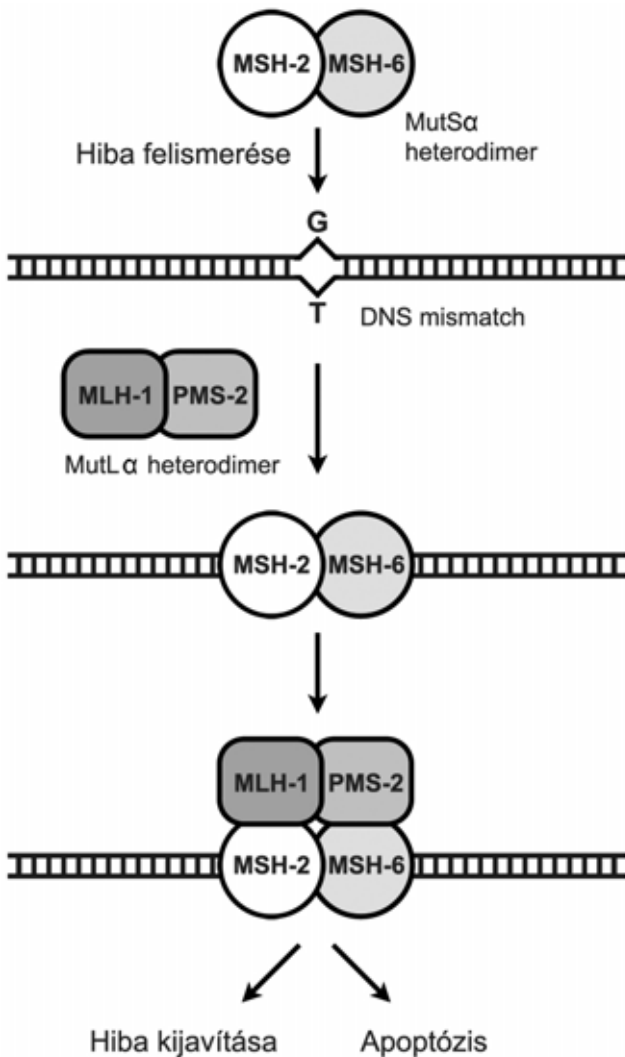 MSH-2 MSH-6
MutSα
heterodimer
Hiba felismerése
G
T
DNS mismatch
MLH-1 PMS-2
MutLα heterodimer
MSH-2 MSH-6
MLH-1 PMS-2
MSH-2 MSH-6
Hiba kijavítása Apoptózis